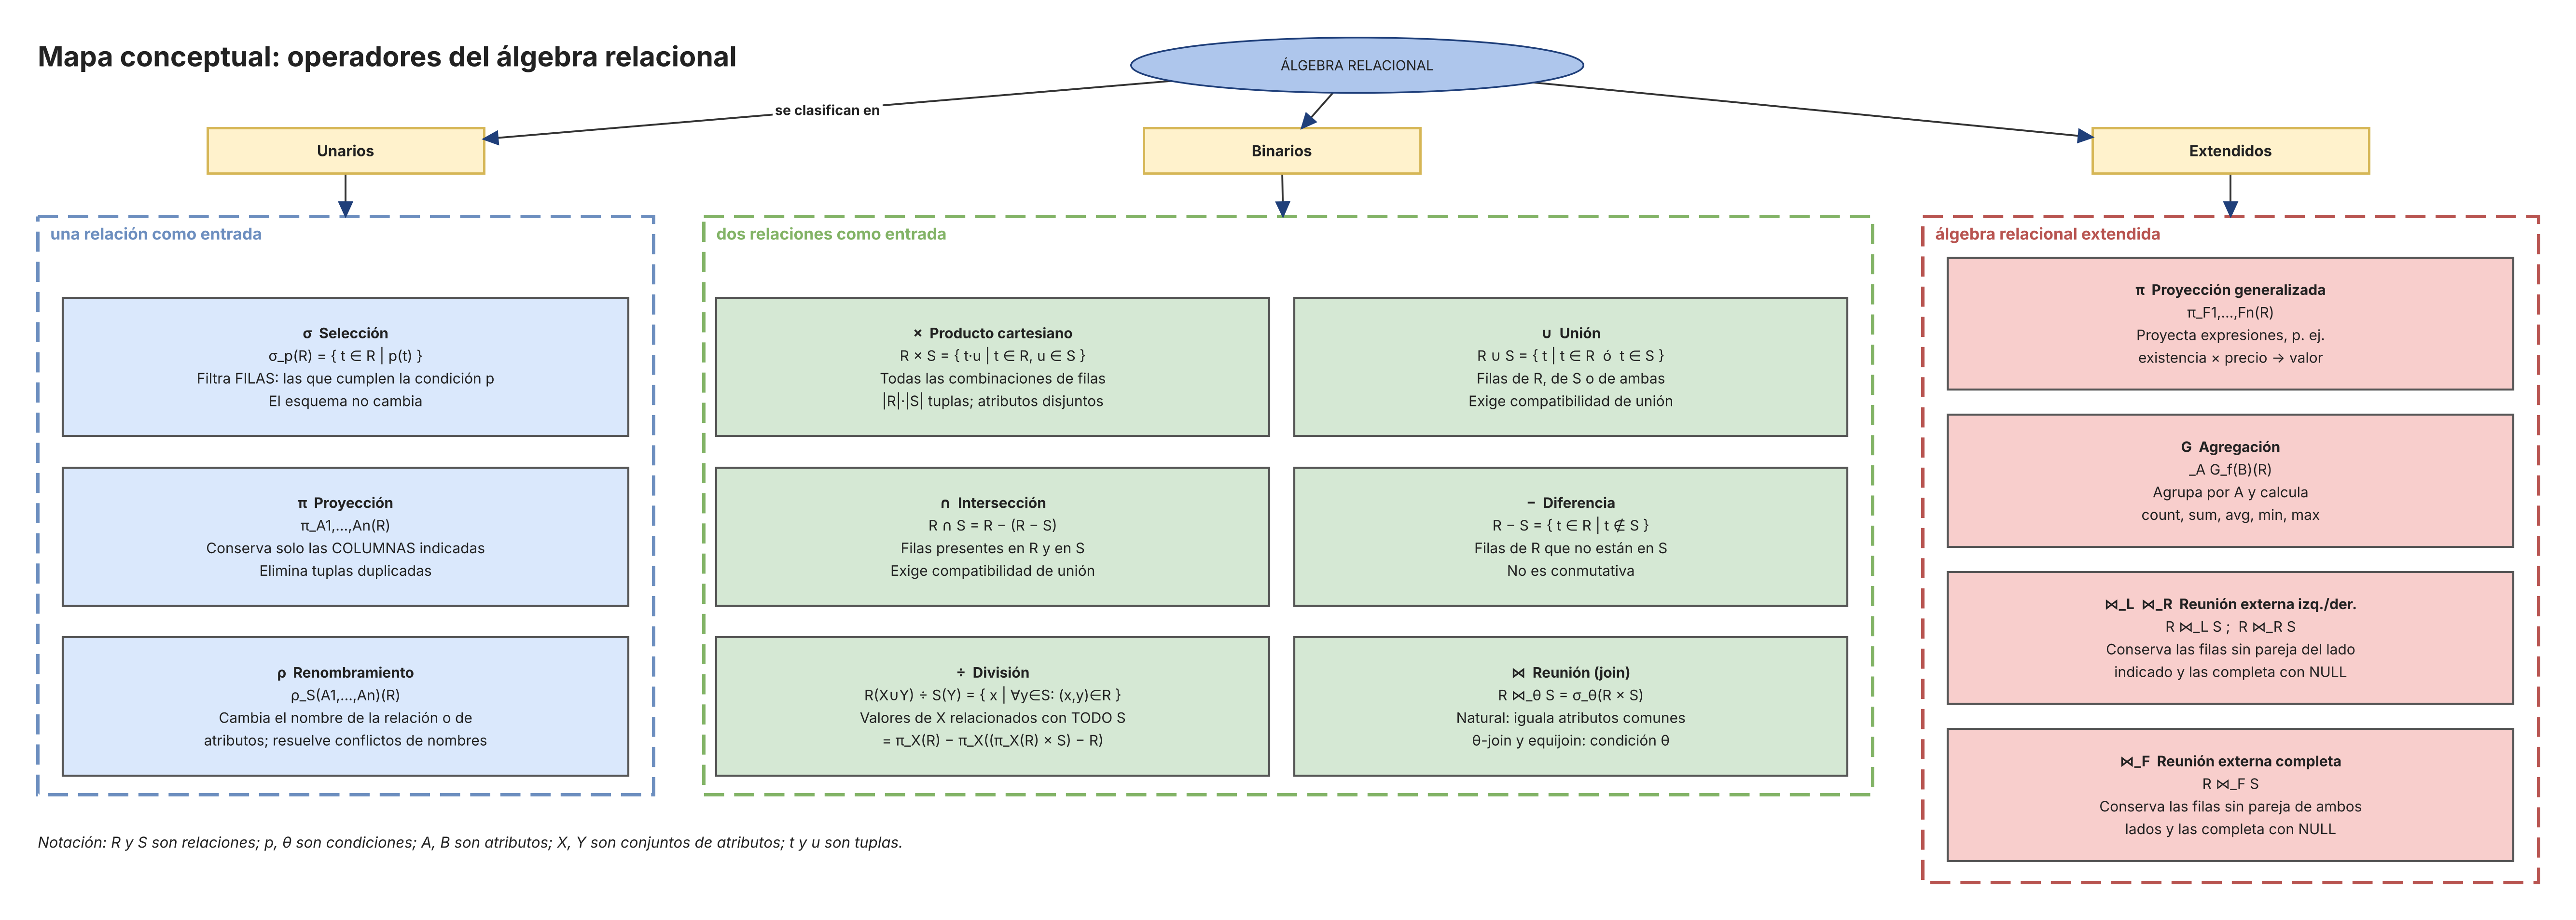 Mapa conceptual: operadores del álgebra relacional
ÁLGEBRA RELACIONAL
se clasifican en
Unarios
Binarios
Extendidos
una relación como entrada
σ Selección
σ_p(R) = { t ∈ R | p(t) }
Filtra FILAS: las que cumplen la condición p
El esquema no cambia
π Proyección
π_A1,...,An(R)
Conserva solo las COLUMNAS indicadas
Elimina tuplas duplicadas
ρ Renombramiento
ρ_S(A1,...,An)(R)
Cambia el nombre de la relación o de
atributos; resuelve conflictos de nombres
dos relaciones como entrada
× Producto cartesiano
R × S = { t·u | t ∈ R, u ∈ S }
Todas las combinaciones de filas
|R|·|S| tuplas; atributos disjuntos
∪ Unión
R ∪ S = { t | t ∈ R ó t ∈ S }
Filas de R, de S o de ambas
Exige compatibilidad de unión
∩ Intersección
R ∩ S = R − (R − S)
Filas presentes en R y en S
Exige compatibilidad de unión
− Diferencia
R − S = { t ∈ R | t ∉ S }
Filas de R que no están en S
No es conmutativa
÷ División
R(X∪Y) ÷ S(Y) = { x | ∀y∈S: (x,y)∈R }
Valores de X relacionados con TODO S
= π_X(R) − π_X((π_X(R) × S) − R)
⋈ Reunión (join)
R ⋈_θ S = σ_θ(R × S)
Natural: iguala atributos comunes
θ-join y equijoin: condición θ
álgebra relacional extendida
π Proyección generalizada
π_F1,...,Fn(R)
Proyecta expresiones, p. ej.
existencia × precio → valor
G Agregación
_A G_f(B)(R)
Agrupa por A y calcula
count, sum, avg, min, max
⋈_L ⋈_R Reunión externa izq./der.
R ⋈_L S ; R ⋈_R S
Conserva las filas sin pareja del lado
indicado y las completa con NULL
⋈_F Reunión externa completa
R ⋈_F S
Conserva las filas sin pareja de ambos
lados y las completa con NULL
Notación: R y S son relaciones; p, θ son condiciones; A, B son atributos; X, Y son conjuntos de atributos; t y u son tuplas.